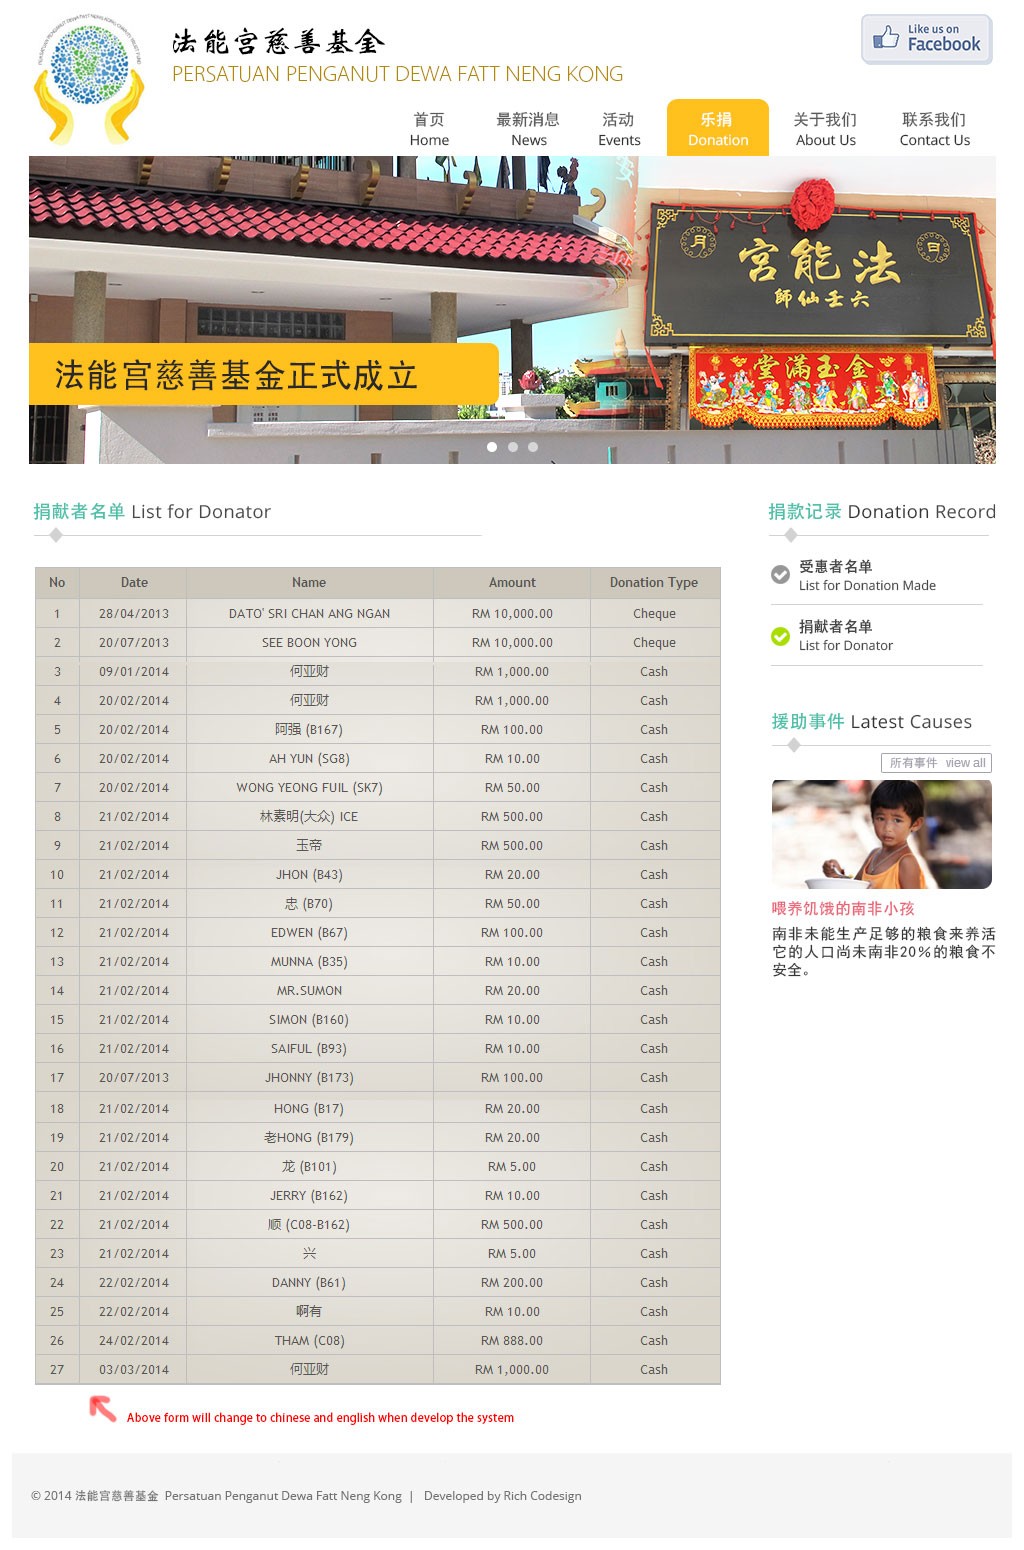 法能宫慈善基金
PERSATUAN PENGANUT DEWA FATT NENG KONG
Like us on
Facebook
首页 最新消息 活动 乐捐 关于我们 联系我们
Home News Events Donation About Us Contact Us
月 宮能法 日
師仙壬六
堂满玉金
法能宫慈善基金正式成立
捐献者名单 List for Donator
No Date Name Amount Donation Type
1 28/04/2013 DATO' SRI CHAN ANG NGAN RM 10,000.00 Cheque
2 20/07/2013 SEE BOON YONG RM 10,000.00 Cheque
3 09/01/2014 何亚财 RM 1,000.00 Cash
4 20/02/2014 何亚财 RM 1,000.00 Cash
5 20/02/2014 阿强 (B167) RM 100.00 Cash
6 20/02/2014 AH YUN (SG8) RM 10.00 Cash
7 20/02/2014 WONG YEONG FUIL (SK7) RM 50.00 Cash
8 21/02/2014 林素明(大众) ICE RM 500.00 Cash
9 21/02/2014 玉帝 RM 500.00 Cash
10 21/02/2014 JHON (B43) RM 20.00 Cash
11 21/02/2014 忠 (B70) RM 50.00 Cash
12 21/02/2014 EDWEN (B67) RM 100.00 Cash
13 21/02/2014 MUNNA (B35) RM 10.00 Cash
14 21/02/2014 MR.SUMON RM 20.00 Cash
15 21/02/2014 SIMON (B160) RM 10.00 Cash
16 21/02/2014 SAIFUL (B93) RM 10.00 Cash
17 20/07/2013 JHONNY (B173) RM 100.00 Cash
18 21/02/2014 HONG (B17) RM 20.00 Cash
19 21/02/2014 老HONG (B179) RM 20.00 Cash
20 21/02/2014 龙 (B101) RM 5.00 Cash
21 21/02/2014 JERRY (B162) RM 10.00 Cash
22 21/02/2014 顺 (C08-B162) RM 500.00 Cash
23 21/02/2014 兴 RM 5.00 Cash
24 22/02/2014 DANNY (B61) RM 200.00 Cash
25 22/02/2014 啊有 RM 10.00 Cash
26 24/02/2014 THAM (C08) RM 888.00 Cash
27 03/03/2014 何亚财 RM 1,000.00 Cash
Above form will change to chinese and english when develop the system
捐款记录 Donation Record
受惠者名单
List for Donation Made
捐献者名单
List for Donator
援助事件 Latest Causes
所有事件 view all
喂养饥饿的南非小孩
南非未能生产足够的粮食来养活
它的人口尚未南非20%的粮食不
安全。
© 2014 法能宫慈善基金 Persatuan Penganut Dewa Fatt Neng Kong | Developed by Rich Codesign